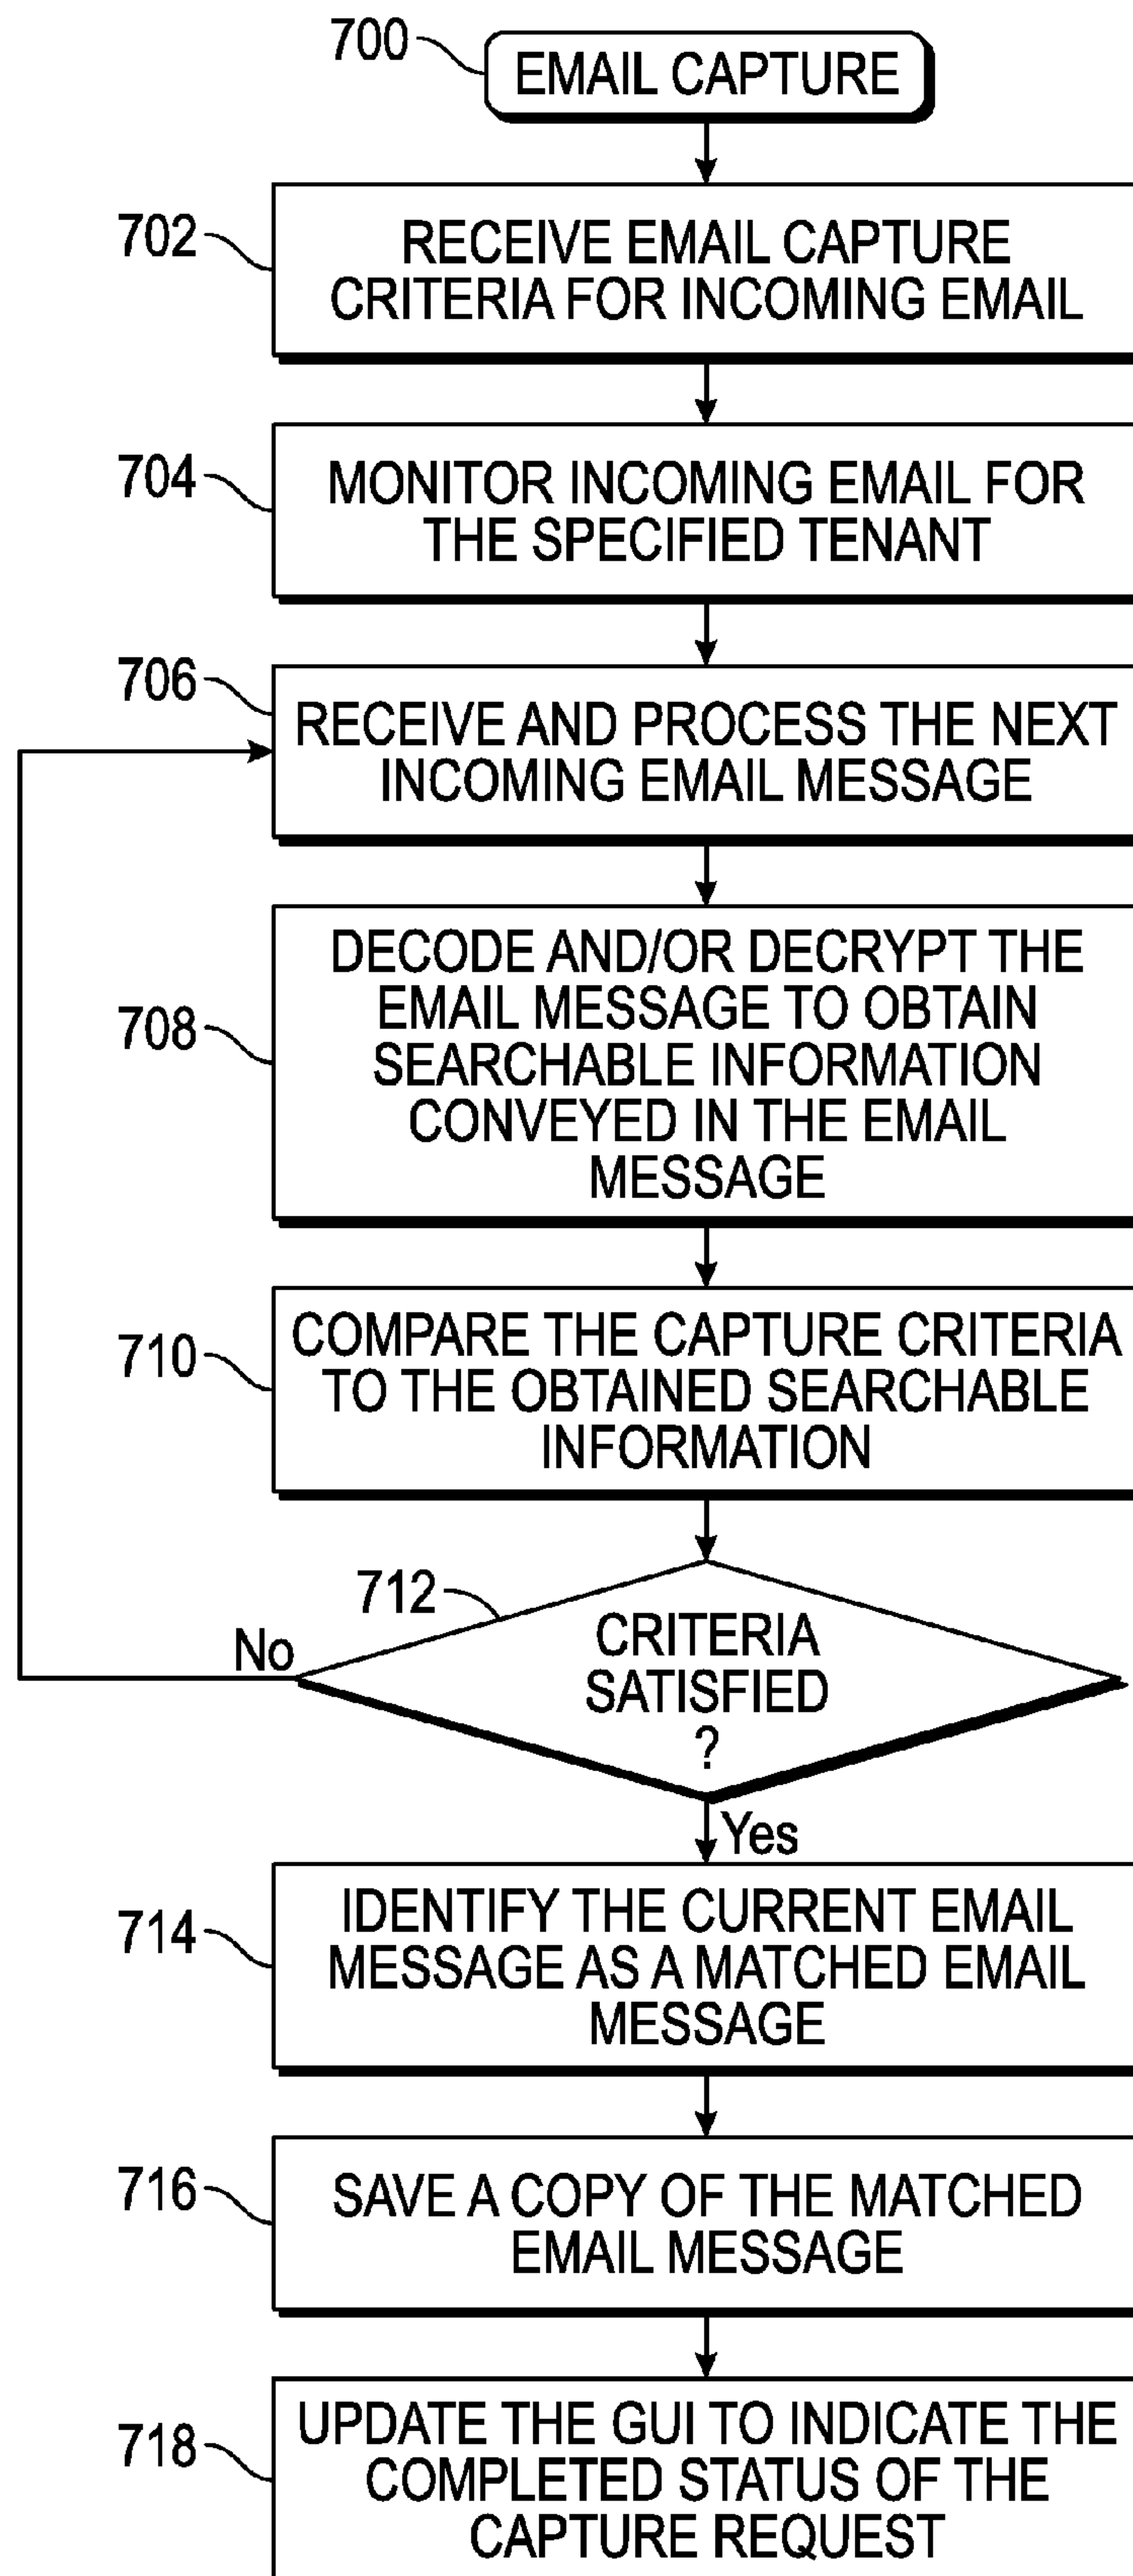 700
EMAIL CAPTURE
702
RECEIVE EMAIL CAPTURE
CRITERIA FOR INCOMING EMAIL
704
MONITOR INCOMING EMAIL FOR
THE SPECIFIED TENANT
706
RECEIVE AND PROCESS THE NEXT
INCOMING EMAIL MESSAGE
708
DECODE AND/OR DECRYPT THE
EMAIL MESSAGE TO OBTAIN
SEARCHABLE INFORMATION
CONVEYED IN THE EMAIL
MESSAGE
710
COMPARE THE CAPTURE CRITERIA
TO THE OBTAINED SEARCHABLE
INFORMATION
712
No
CRITERIA
SATISFIED
?
Yes
714
IDENTIFY THE CURRENT EMAIL
MESSAGE AS A MATCHED EMAIL
MESSAGE
716
SAVE A COPY OF THE MATCHED
EMAIL MESSAGE
718
UPDATE THE GUI TO INDICATE THE
COMPLETED STATUS OF THE
CAPTURE REQUEST